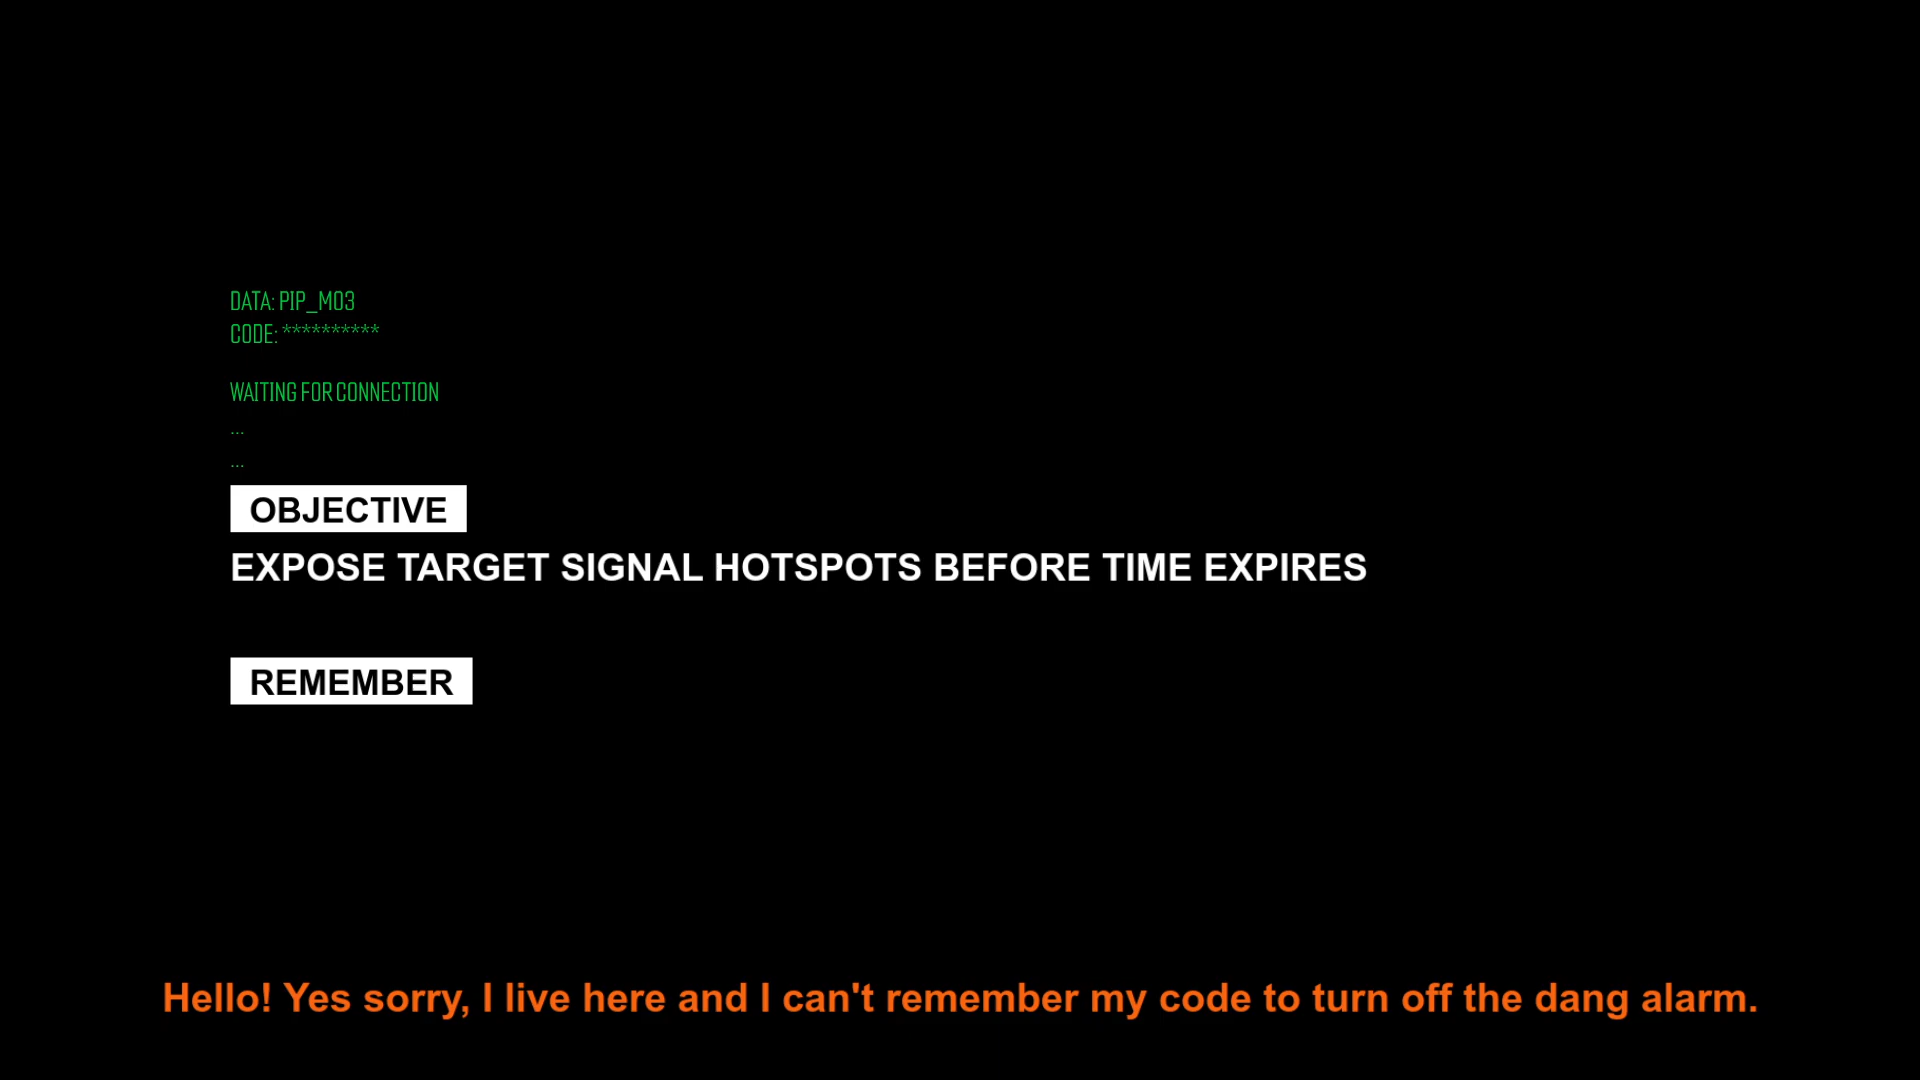 DATA: PIP_M03
CODE: **********
WAITING FOR CONNECTION
...
...
OBJECTIVE
EXPOSE TARGET SIGNAL HOTSPOTS BEFORE TIME EXPIRES
REMEMBER
Hello! Yes sorry, I live here and I can't remember my code to turn off the dang alarm.